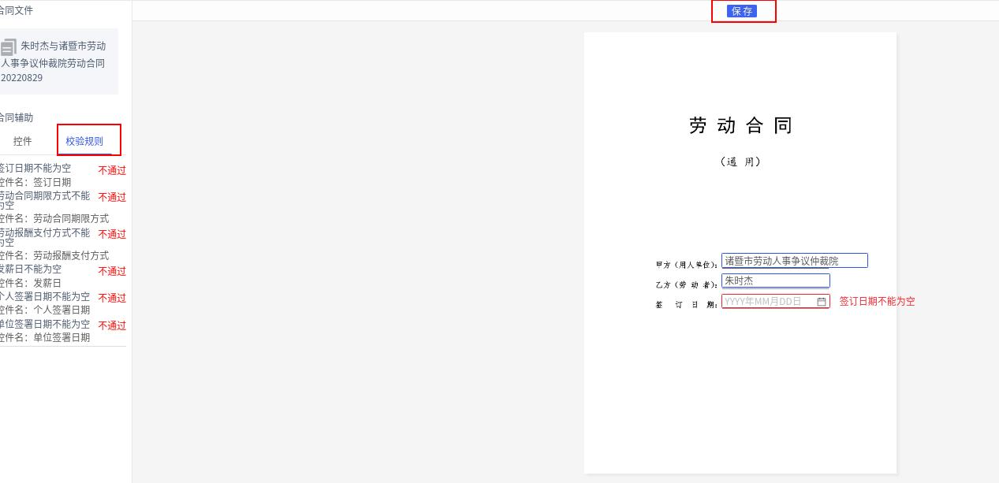 合同文件
保存
朱时杰与诸暨市劳动
人事争议仲裁院劳动合同
20220829
合同辅助
控件
校验规则
签订日期不能为空
不通过
控件名：签订日期
劳动合同期限方式不能
为空
不通过
控件名：劳动合同期限方式
劳动报酬支付方式不能
为空
不通过
控件名：劳动报酬支付方式
发薪日不能为空
不通过
控件名：发薪日
个人签署日期不能为空
不通过
控件名：个人签署日期
单位签署日期不能为空
不通过
控件名：单位签署日期
劳动合同
（通 用）
甲方（用人单位）：诸暨市劳动人事争议仲裁院
乙方（劳 动 者）：朱时杰
签 订 日 期：YYYY年MM月DD日 签订日期不能为空